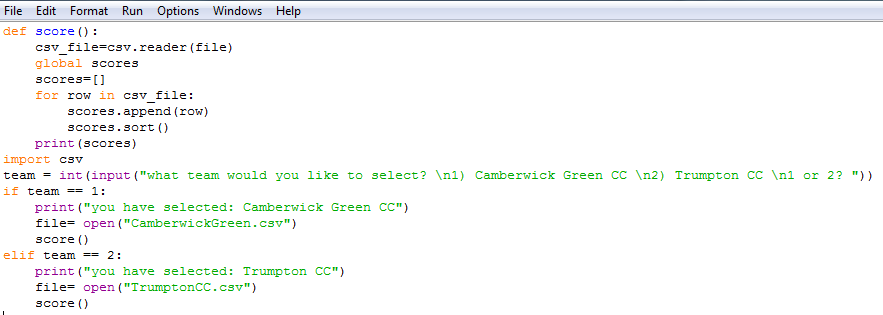 File Edit Format Run Options Windows Help
def score():
    csv_file=csv.reader(file)
    global scores
    scores=[]
    for row in csv_file:
        scores.append(row)
        scores.sort()
    print(scores)
import csv
team = int(input("what team would you like to select? \n1) Camberwick Green CC \n2) Trumpton CC \n1 or 2? "))
if team == 1:
    print("you have selected: Camberwick Green CC")
    file= open("CamberwickGreen.csv")
    score()
elif team == 2:
    print("you have selected: Trumpton CC")
    file= open("TrumptonCC.csv")
    score()